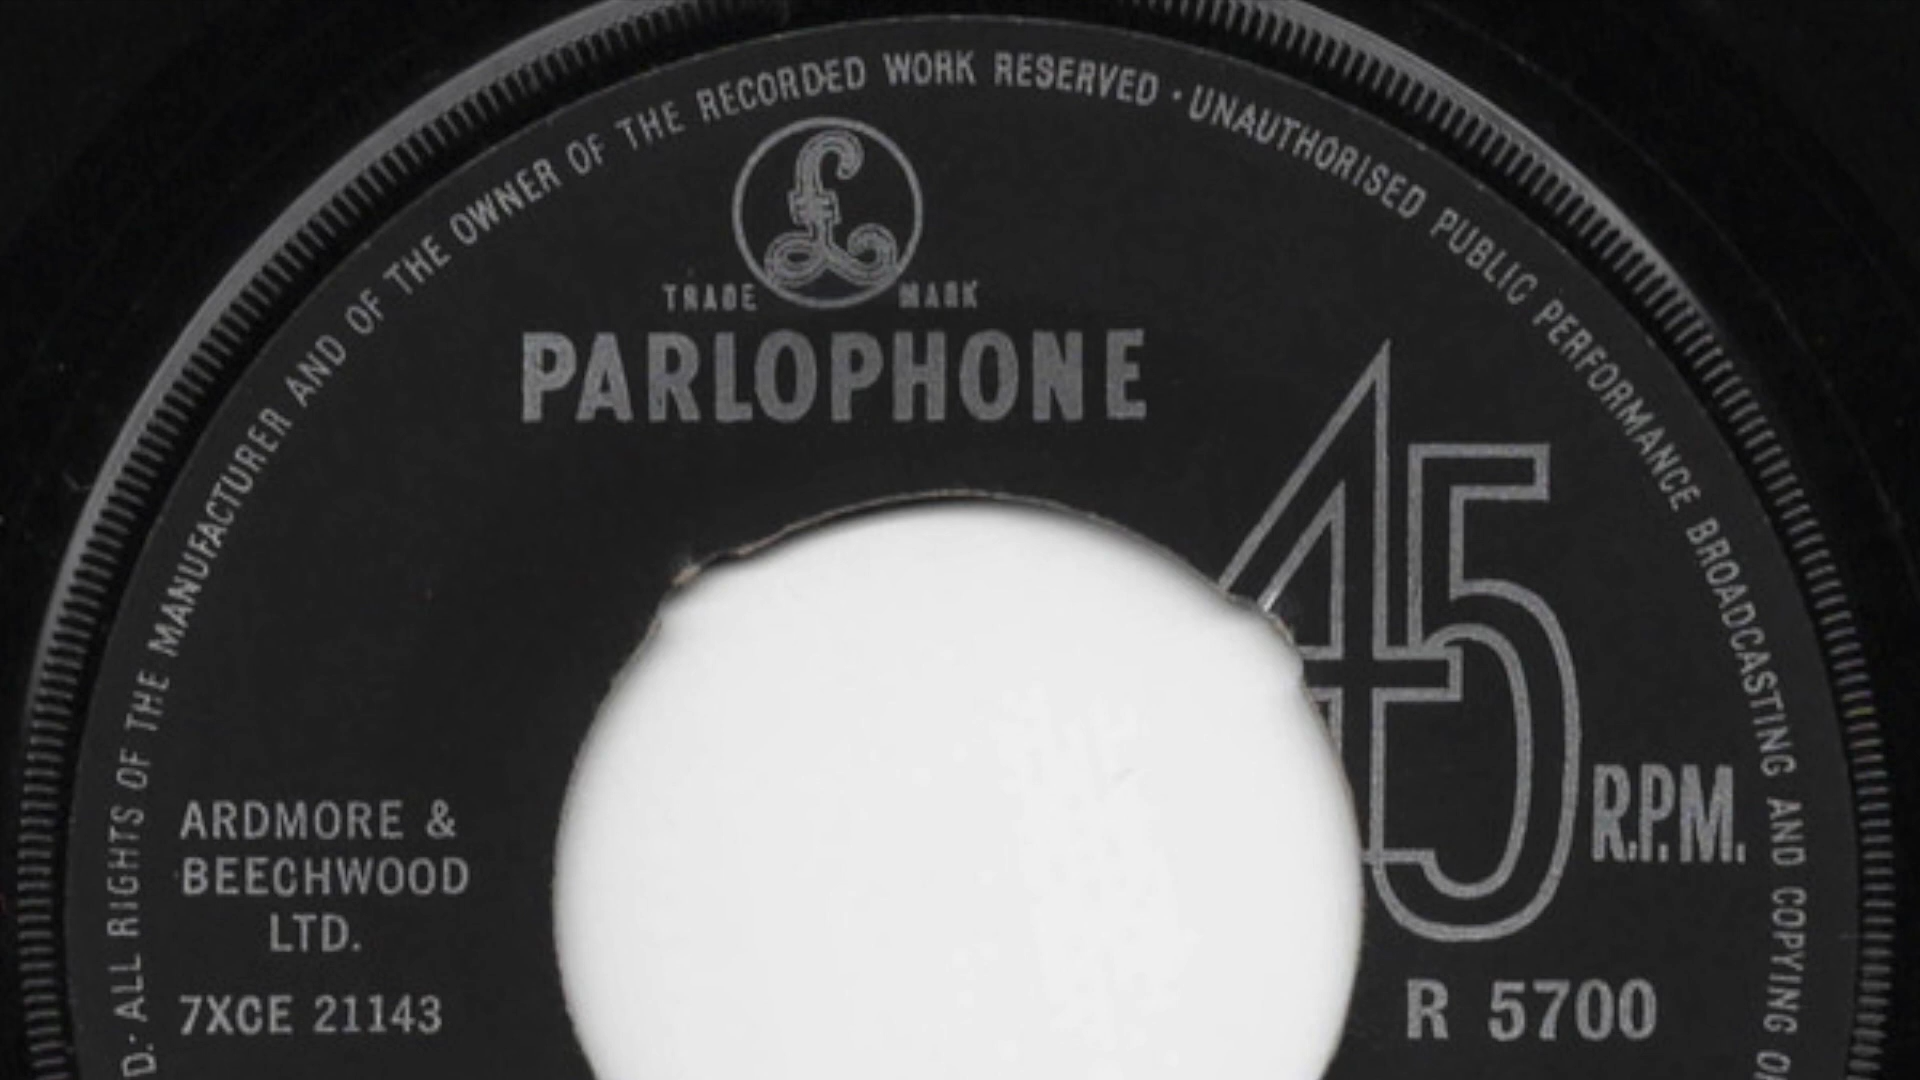 D.· ALL RIGHTS OF THE MANUFACTURER AND OF THE OWNER OF THE RECORDED WORK RESERVED · UNAUTHORISED PUBLIC PERFORMANCE BROADCASTING AND COPYING
£
TRADE MARK
PARLOPHONE
45
R.P.M.
ARDMORE &
BEECHWOOD
LTD.
7XCE 21143
R 5700